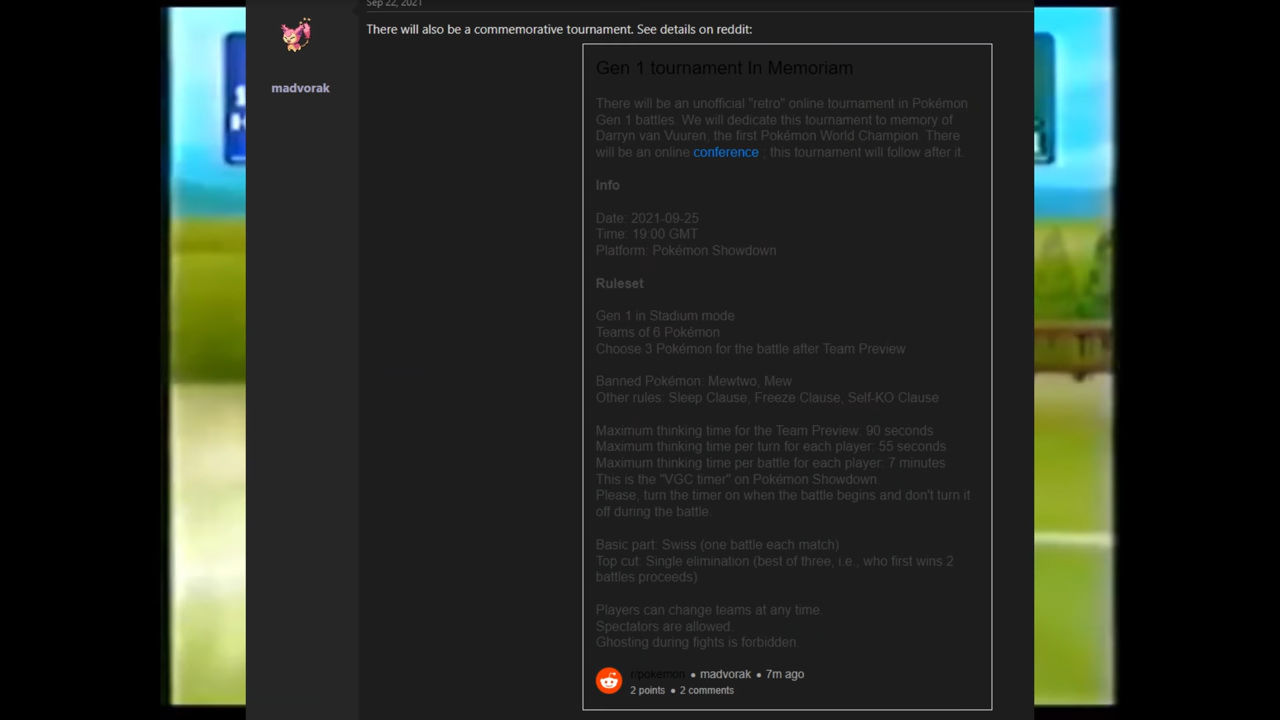 Sep 22, 2021
There will also be a commemorative tournament. See details on reddit:
madvorak
Gen 1 tournament In Memoriam
There will be an unofficial "retro" online tournament in Pokémon
Gen 1 battles. We will dedicate this tournament to memory of
Darryn van Vuuren, the first Pokémon World Champion. There
will be an online conference ; this tournament will follow after it.
Info
Date: 2021-09-25
Time: 19:00 GMT
Platform: Pokémon Showdown
Ruleset
Gen 1 in Stadium mode
Teams of 6 Pokémon
Choose 3 Pokémon for the battle after Team Preview
Banned Pokémon: Mewtwo, Mew
Other rules: Sleep Clause, Freeze Clause, Self-KO Clause
Maximum thinking time for the Team Preview: 90 seconds
Maximum thinking time per turn for each player: 55 seconds
Maximum thinking time per battle for each player: 7 minutes
This is the "VGC timer" on Pokémon Showdown.
Please, turn the timer on when the battle begins and don't turn it
off during the battle.
Basic part: Swiss (one battle each match)
Top cut: Single elimination (best of three, i.e., who first wins 2
battles proceeds)
Players can change teams at any time.
Spectators are allowed.
Ghosting during fights is forbidden
r/pokemon • madvorak • 7m ago
2 points • 2 comments